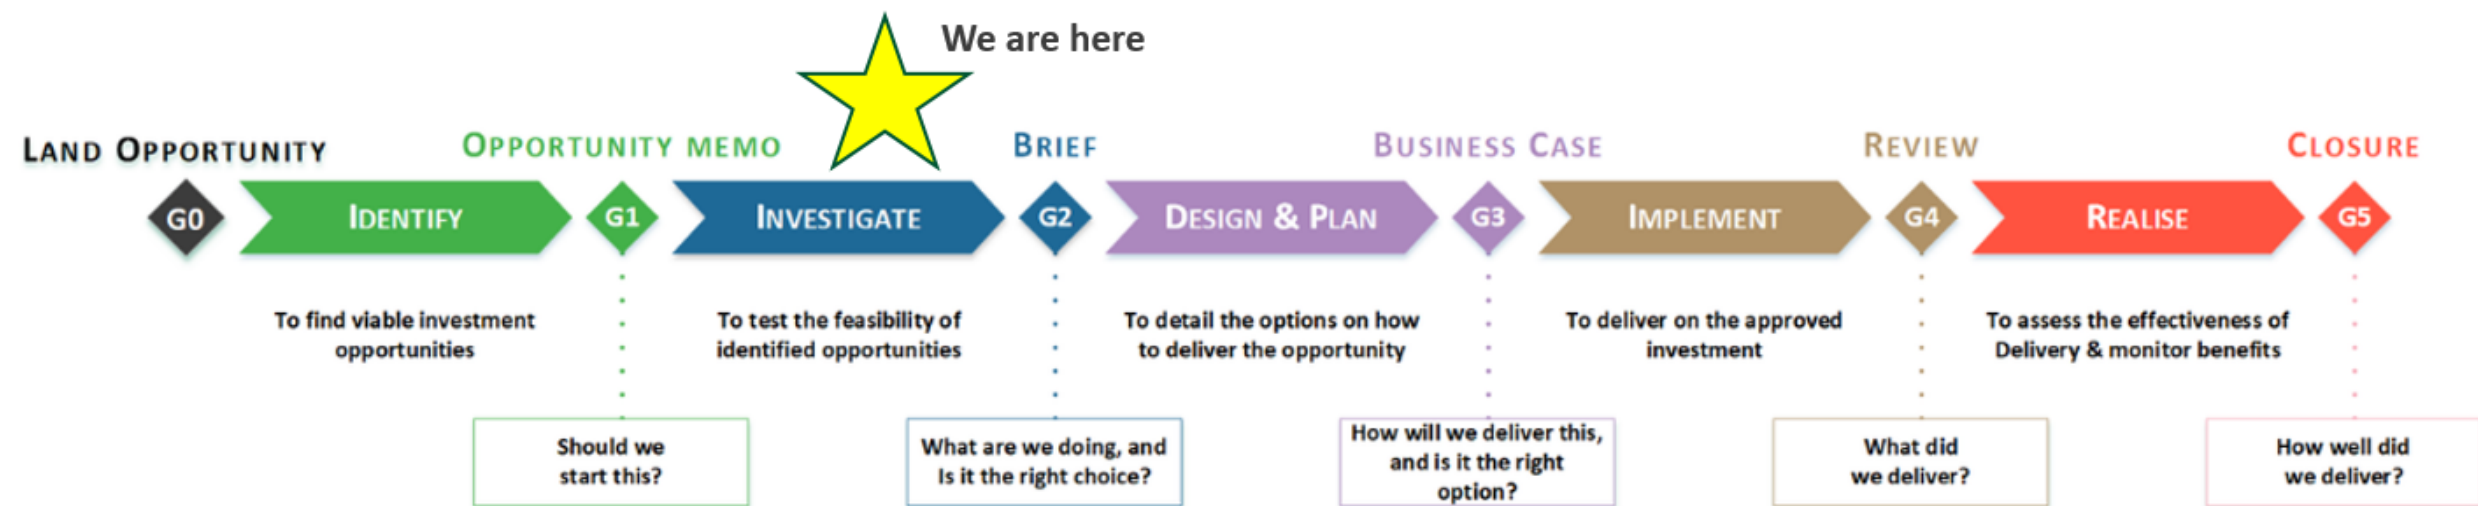 We are here
LAND OPPORTUNITY
OPPORTUNITY MEMO
BRIEF
BUSINESS CASE
REVIEW
CLOSURE
G0
IDENTIFY
G1
INVESTIGATE
G2
DESIGN & PLAN
G3
IMPLEMENT
G4
REALISE
G5
To find viable investment
opportunities
To test the feasibility of
identified opportunities
To detail the options on how
to deliver the opportunity
To deliver on the approved
investment
To assess the effectiveness of
Delivery & monitor benefits
Should we
start this?
What are we doing, and
Is it the right choice?
How will we deliver this,
and is it the right
option?
What did
we deliver?
How well did
we deliver?